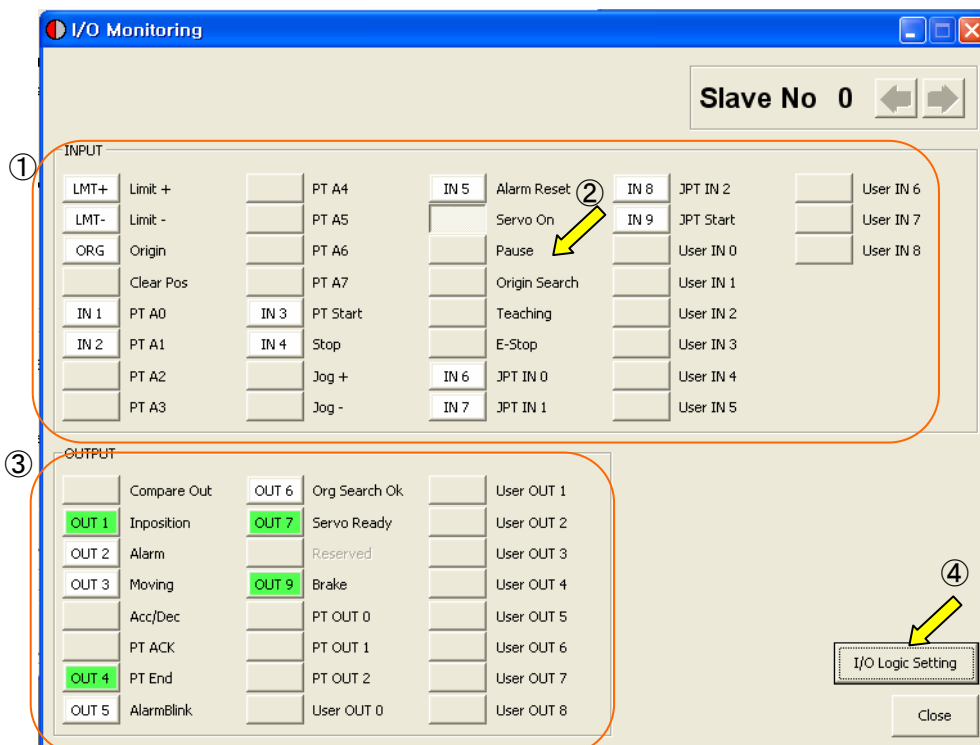 I/O Monitoring
Slave No 0
①
INPUT
LMT+ Limit + PT A4 IN 5 Alarm Reset ② IN 8 JPT IN 2 User IN 6
LMT- Limit - PT A5 Servo On IN 9 JPT Start User IN 7
ORG Origin PT A6 Pause User IN 0 User IN 8
Clear Pos PT A7 Origin Search User IN 1
IN 1 PT A0 IN 3 PT Start Teaching User IN 2
IN 2 PT A1 IN 4 Stop E-Stop User IN 3
PT A2 Jog + IN 6 JPT IN 0 User IN 4
PT A3 Jog - IN 7 JPT IN 1 User IN 5
③
OUTPUT
Compare Out OUT 6 Org Search Ok User OUT 1
OUT 1 Inposition OUT 7 Servo Ready User OUT 2
OUT 2 Alarm Reserved User OUT 3
OUT 3 Moving OUT 9 Brake User OUT 4
Acc/Dec PT OUT 0 User OUT 5
PT ACK PT OUT 1 User OUT 6
OUT 4 PT End PT OUT 2 User OUT 7
OUT 5 AlarmBlink User OUT 0 User OUT 8
④
I/O Logic Setting
Close